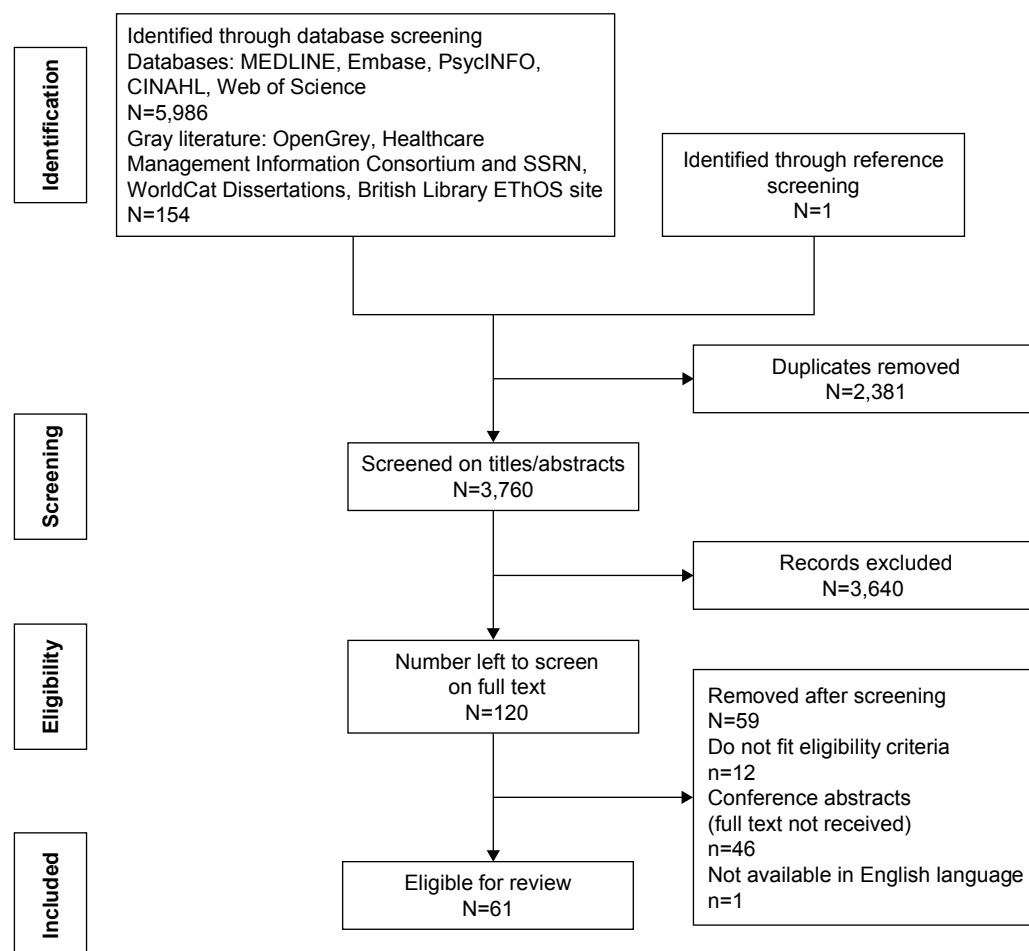 Identification
Identified through database screening
Databases: MEDLINE, Embase, PsycINFO,
CINAHL, Web of Science
N=5,986
Gray literature: OpenGrey, Healthcare
Management Information Consortium and SSRN,
WorldCat Dissertations, British Library EThOS site
N=154
Identified through reference
screening
N=1
Duplicates removed
N=2,381
Screening
Screened on titles/abstracts
N=3,760
Records excluded
N=3,640
Eligibility
Number left to screen
on full text
N=120
Removed after screening
N=59
Do not fit eligibility criteria
n=12
Conference abstracts
(full text not received)
n=46
Not available in English language
n=1
Included
Eligible for review
N=61